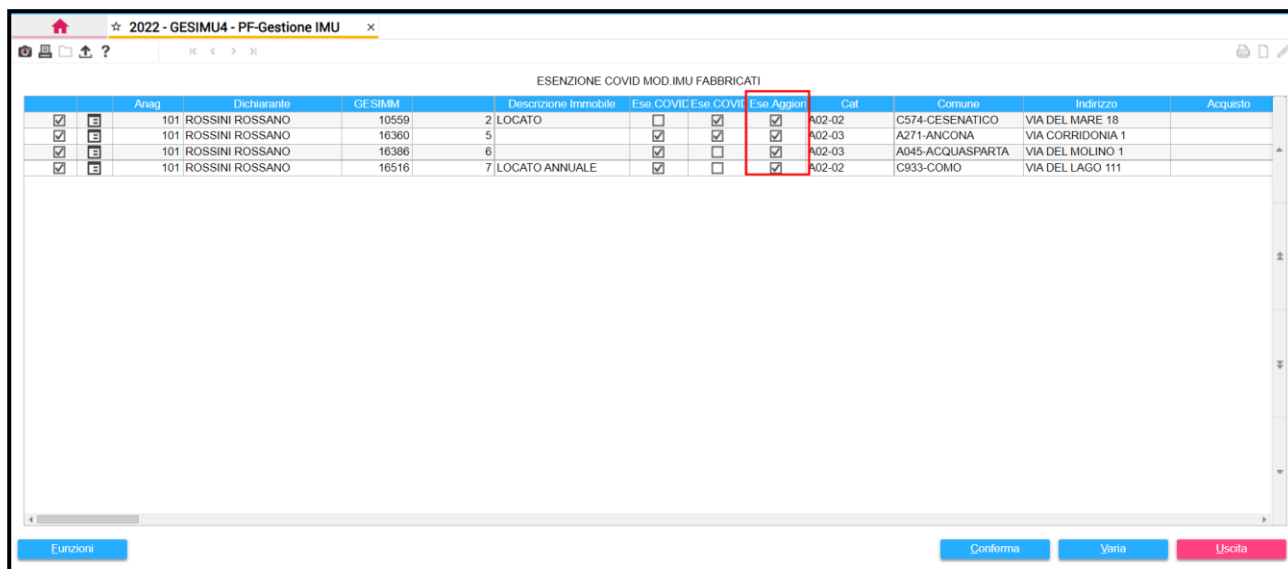 ☆ 2022 - GESIMU4 - PF-Gestione IMU ×
?
ESENZIONE COVID MOD.IMU FABBRICATI
Anag Dichiarante GESIMM Descrizione Immobile Ese.COVID Ese.COVID Ese.Aggion Cat Comune Indirizzo Acquisto
101 ROSSINI ROSSANO 10559 2 LOCATO A02-02 C574-CESENATICO VIA DEL MARE 18
101 ROSSINI ROSSANO 16360 5 A02-03 A271-ANCONA VIA CORRIDONIA 1
101 ROSSINI ROSSANO 16386 6 A02-03 A045-ACQUASPARTA VIA DEL MOLINO 1
101 ROSSINI ROSSANO 16516 7 LOCATO ANNUALE A02-02 C933-COMO VIA DEL LAGO 111
Funzioni Conferma Varia Uscita